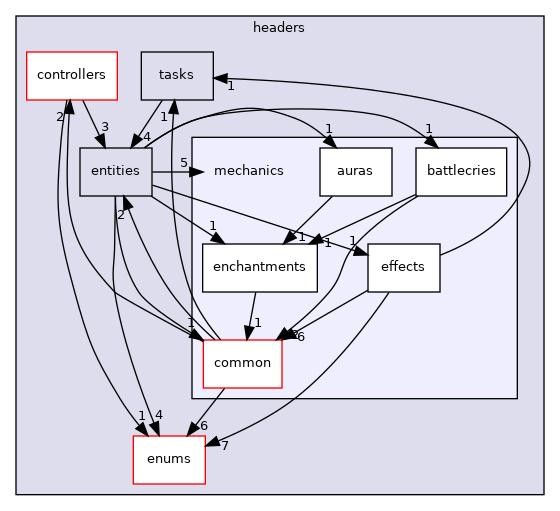 headers
controllers
tasks
2
1
1
3
4
1
1
entities
5
mechanics
auras
battlecries
2
1
1
1
1
enchantments
effects
1
1
2
6
common
1
4
6
7
enums